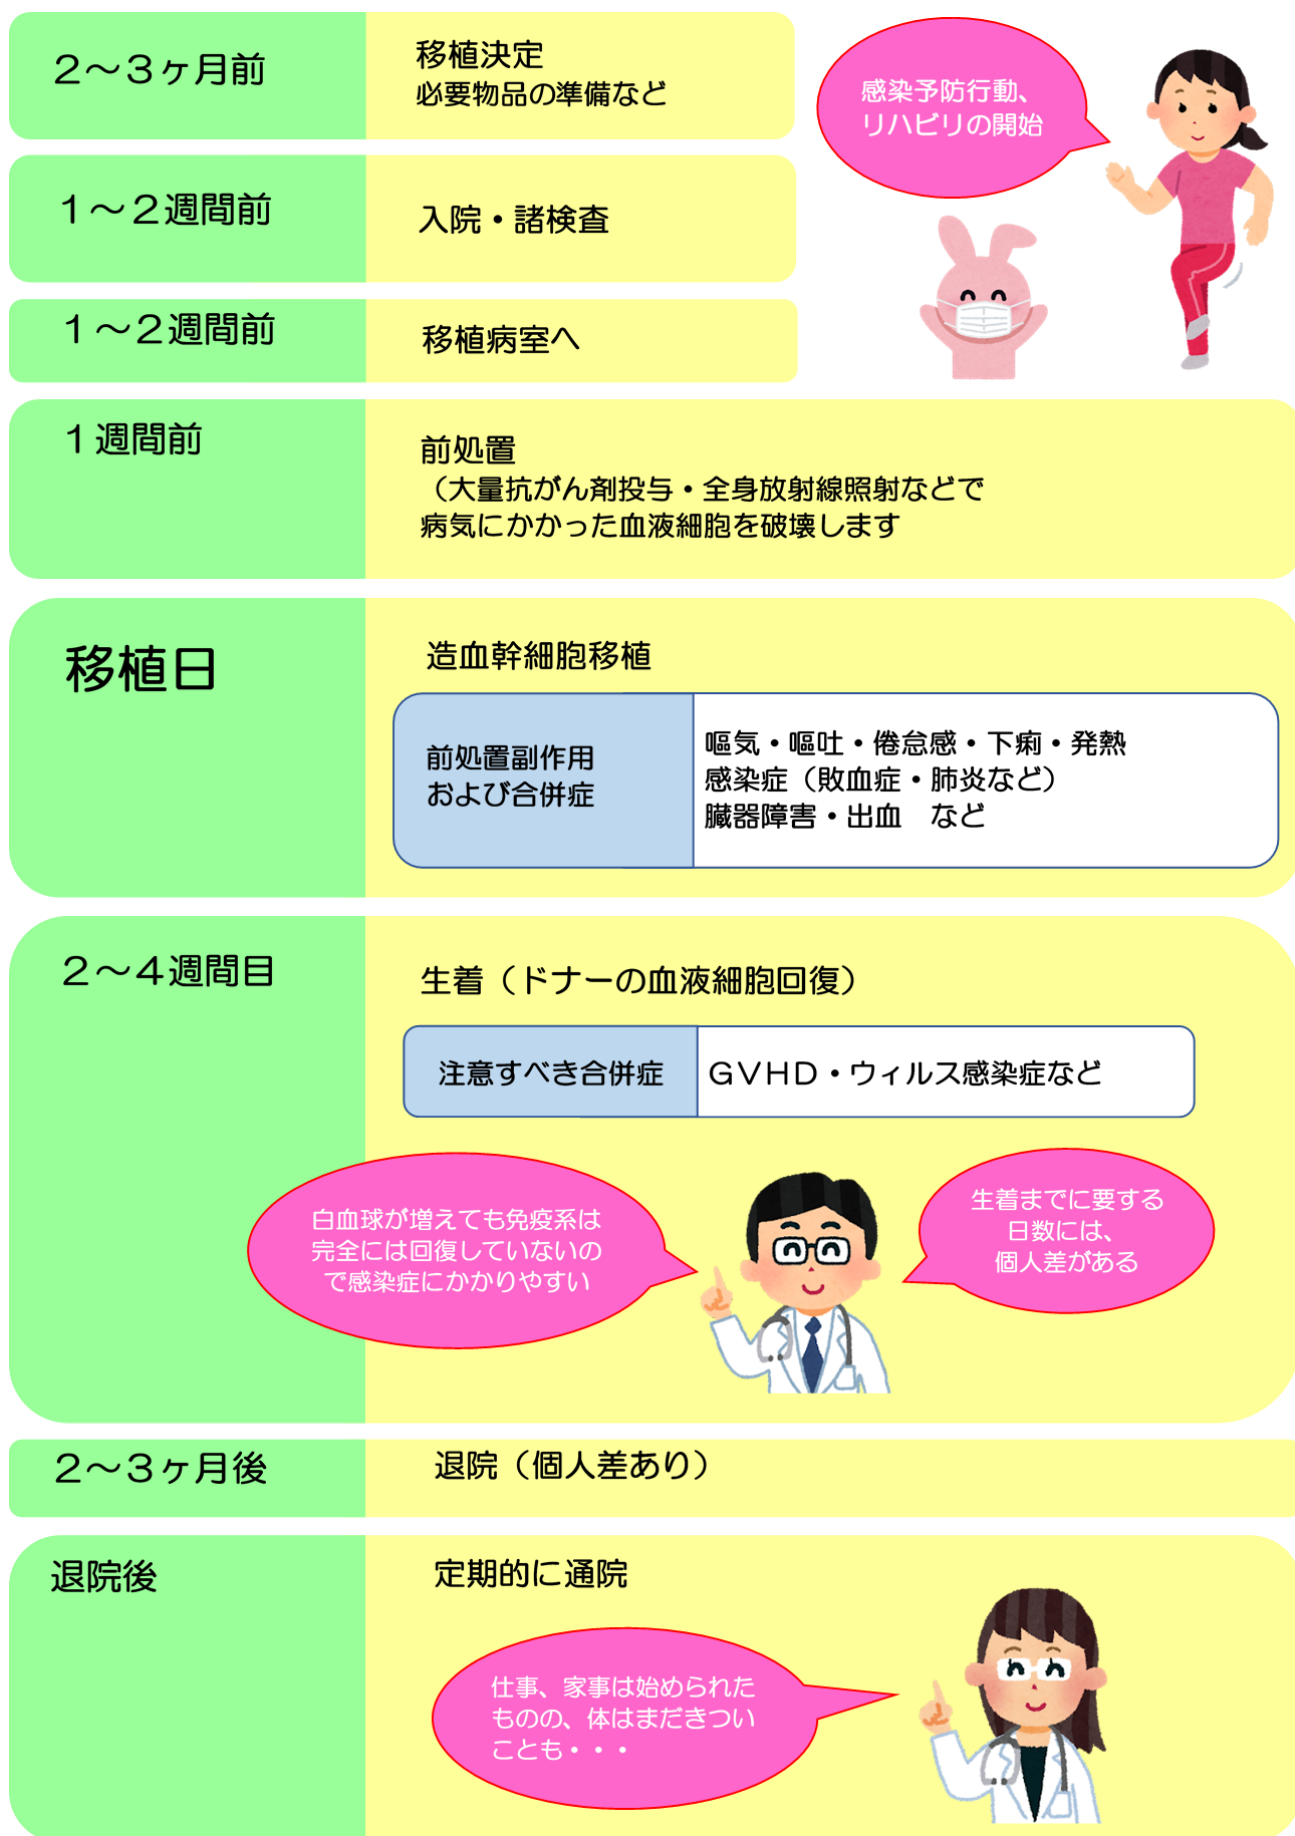 ２～３ヶ月前
移植決定
必要物品の準備など
感染予防行動、
リハビリの開始
１～２週間前
入院・諸検査
１～２週間前
移植病室へ
１週間前
前処置
（大量抗がん剤投与・全身放射線照射などで
病気にかかった血液細胞を破壊します
移植日
造血幹細胞移植
前処置副作用
および合併症
嘔気・嘔吐・倦怠感・下痢・発熱
感染症（敗血症・肺炎など）
臓器障害・出血　など
２～４週間目
生着（ドナーの血液細胞回復）
注意すべき合併症
ＧＶＨＤ・ウィルス感染症など
白血球が増えても免疫系は
完全には回復していないの
で感染症にかかりやすい
生着までに要する
日数には、
個人差がある
２～３ヶ月後
退院（個人差あり）
退院後
定期的に通院
仕事、家事は始められた
ものの、体はまだきつい
ことも・・・